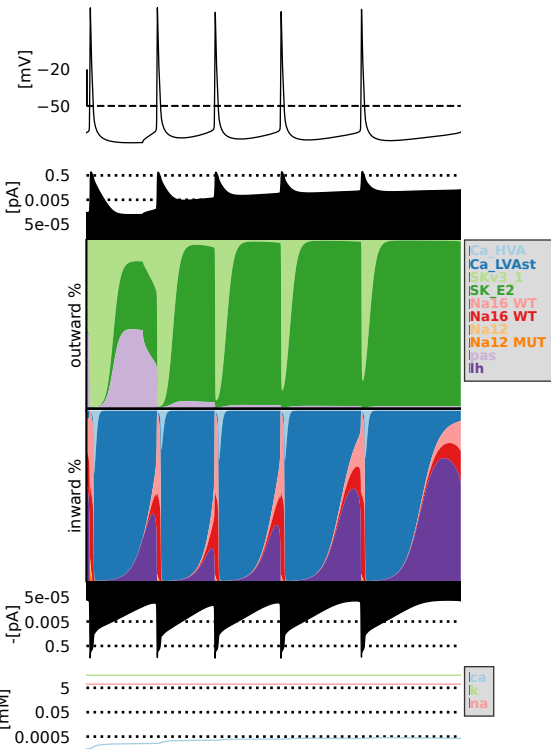 [mV]
−20
−50
[pA]
0.5
0.005
5e-05
outward %
Ca_HVA
Ca_LVAst
SKv3_1
SK_E2
Na16 WT
Na16 WT
Na12
Na12 MUT
pas
Ih
inward %
-[pA]
5e-05
0.005
0.5
[mM]
5
0.05
0.0005
ca
k
na